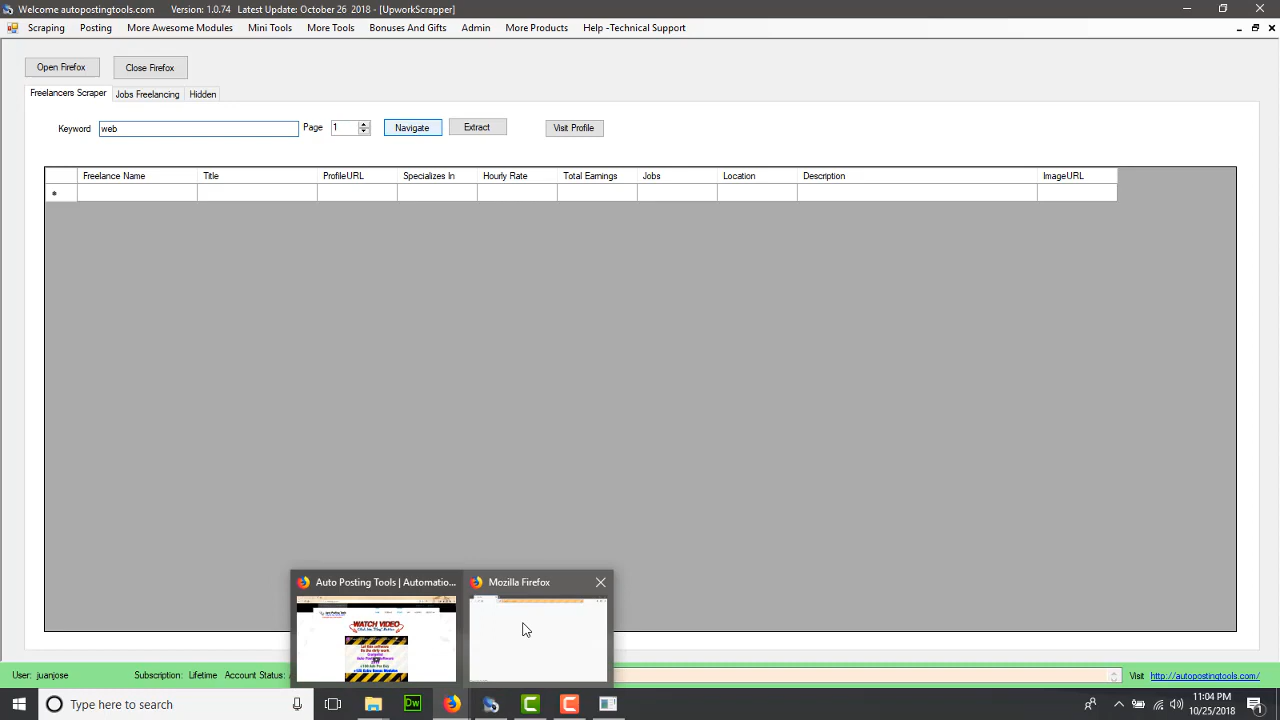 Welcome autopostingtools.com Version: 1.0.74 Latest Update: October 26 2018 - [UpworkScrapper]
Scraping Posting More Awesome Modules Mini Tools More Tools Bonuses And Gifts Admin More Products Help -Technical Support
Open Firefox Close Firefox
Freelancers Scraper Jobs Freelancing Hidden
Keyword web Page 1 Navigate Extract Visit Profile
Freelance Name Title ProfileURL Specializes In Hourly Rate Total Earnings Jobs Location Description ImageURL
Auto Posting Tools | Automatio... Mozilla Firefox
WATCH VIDEO
User: juanjose Subscription: Lifetime Account Status: Visit http://autopostingtools.com/
Type here to search Dw 11:04 PM
10/25/2018